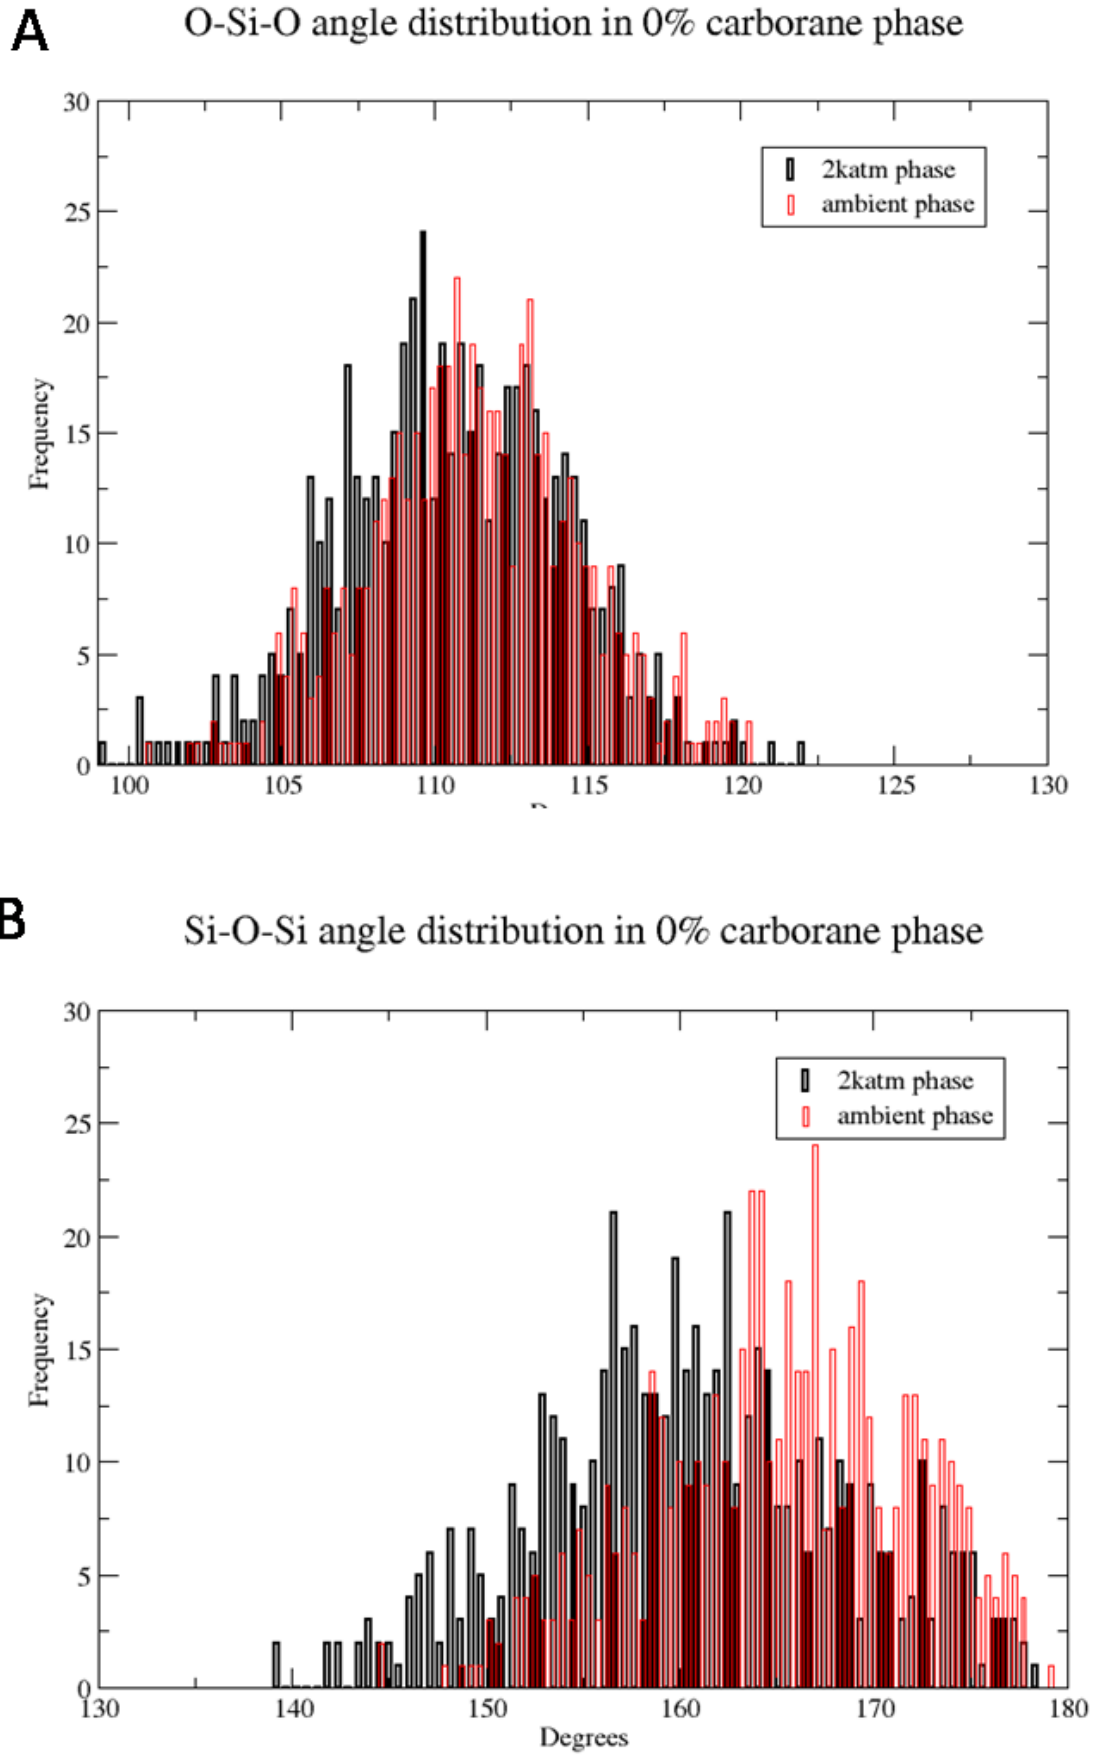 A
O-Si-O angle distribution in 0% carborane phase
30
25
20
15
10
5
0
Frequency
2katm phase
ambient phase
100 105 110 115 120 125 130
B
Si-O-Si angle distribution in 0% carborane phase
30
25
20
15
10
5
0
Frequency
2katm phase
ambient phase
130 140 150 160 170 180
Degrees